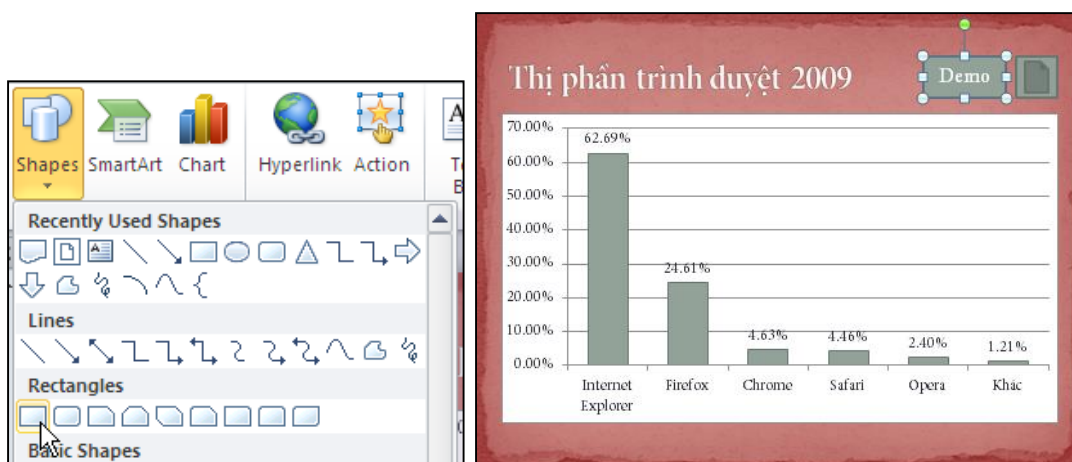 Shapes SmartArt Chart Hyperlink Action
Recently Used Shapes
Lines
Rectangles
Basic Shapes
Thị phần trình duyệt 2009
Demo
70.00%
60.00%
50.00%
40.00%
30.00%
20.00%
10.00%
0.00%
62.69%
24.61%
4.63%
4.46%
2.40%
1.21%
Internet Explorer
Firefox
Chrome
Safari
Opera
Khác